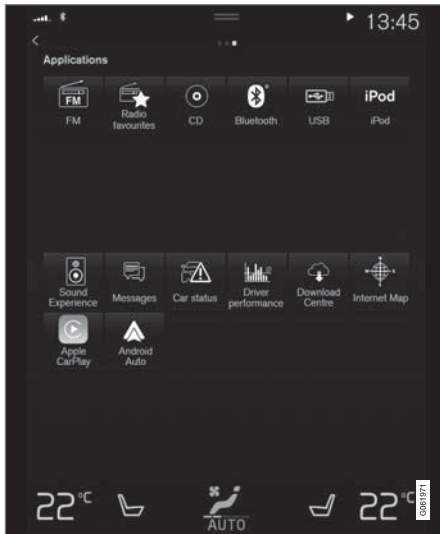 13:45
Applications
FM
FM Radio favourites CD Bluetooth USB iPod iPod
Sound Experience Messages Car status Driver performance Download Centre Internet Map
Apple CarPlay Android Auto
22°C AUTO 22°C
G061971